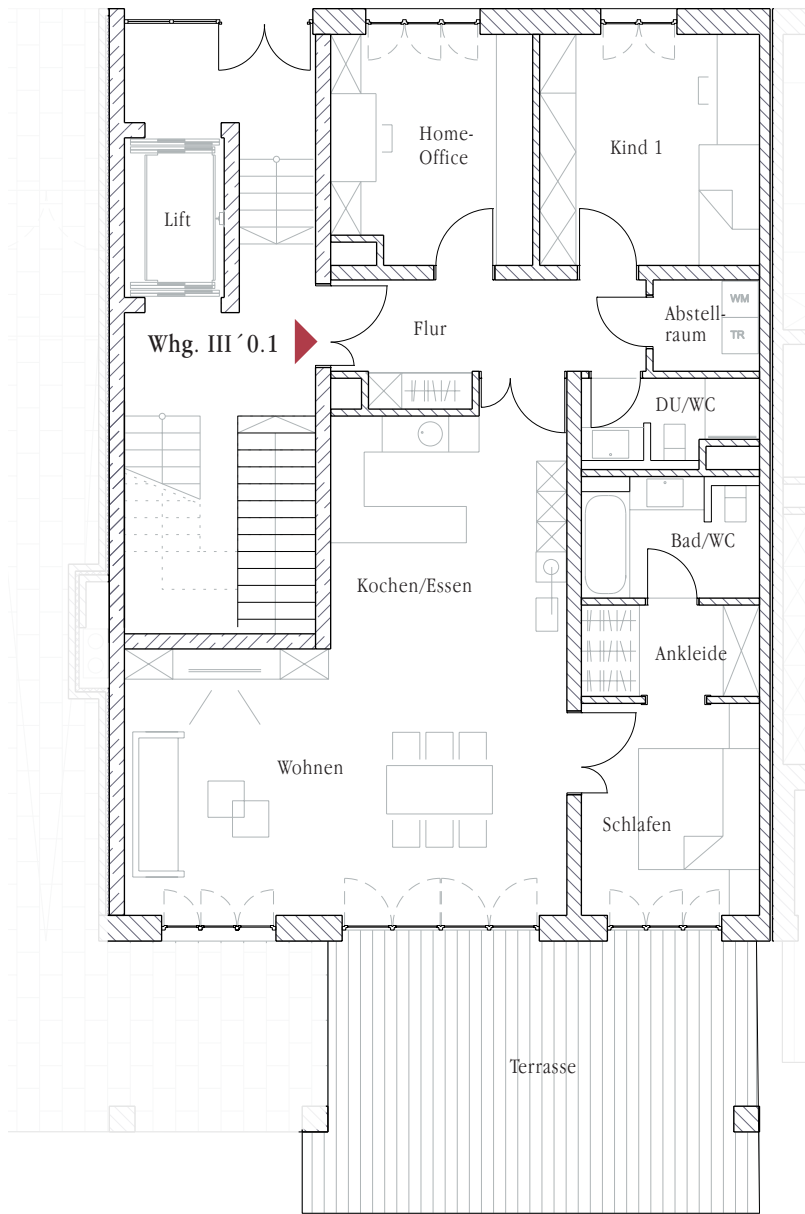 Home-
Office
Kind 1
Lift
WM
Abstell-
raum
TR
Flur
Whg. III´0.1
DU/WC
Bad/WC
Kochen/Essen
Ankleide
Wohnen
Schlafen
Terrasse